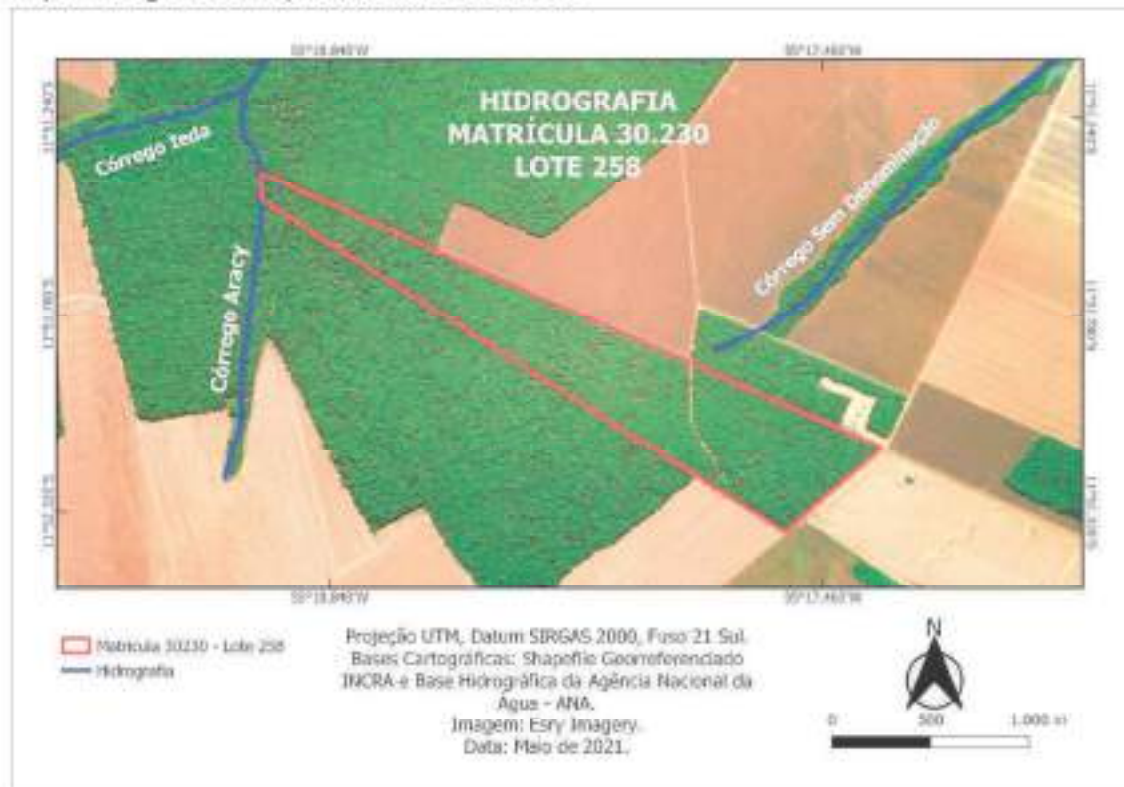 HIDROGRAFIA
MATRÍCULA 30.230
LOTE 258
Córrego Ieda
Córrego Aracy
Córrego Sem Denominação
Matrícula 30230 - Lote 258
Hidrografia
Projeção UTM, Datum SIRGAS 2000, Fuso 21 Sul.
Bases Cartográficas: Shapefile Georreferenciado
INCRA e Base Hidrográfica da Agência Nacional da
Água - ANA.
Imagem: Esry Imagery.
Data: Maio de 2021.
N
0 500 1.000 m